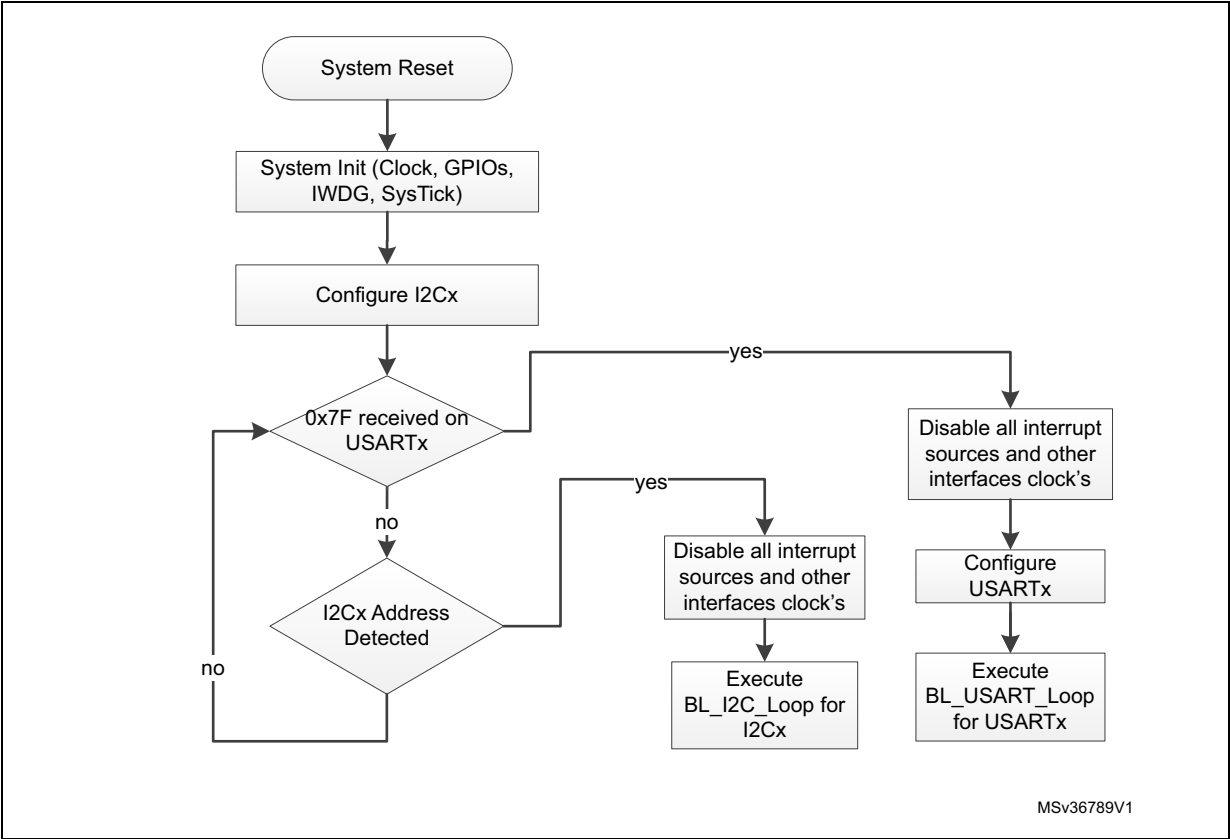 System Reset
System Init (Clock, GPIOs,
IWDG, SysTick)
Configure I2Cx
yes
0x7F received on
USARTx
Disable all interrupt
sources and other
interfaces clock's
yes
no
Disable all interrupt
sources and other
interfaces clock's
Configure
USARTx
I2Cx Address
Detected
no
Execute
BL_I2C_Loop for
I2Cx
Execute
BL_USART_Loop
for USARTx
MSv36789V1